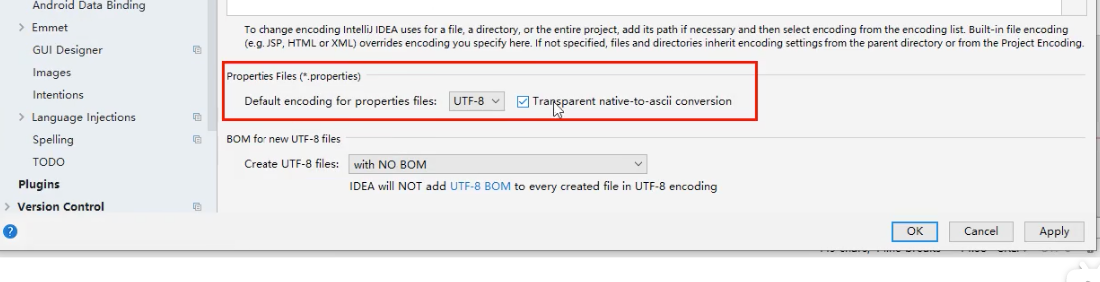 Android Data Binding
Emmet
GUI Designer
Images
Intentions
Language Injections
Spelling
TODO
Plugins
Version Control
To change encoding IntelliJ IDEA uses for a file, a directory, or the entire project, add its path if necessary and then select encoding from the encoding list. Built-in file encoding
(e.g. JSP, HTML or XML) overrides encoding you specify here. If not specified, files and directories inherit encoding settings from the parent directory or from the Project Encoding.
Properties Files (*.properties)
Default encoding for properties files: UTF-8 Transparent native-to-ascii conversion
BOM for new UTF-8 files
Create UTF-8 files: with NO BOM
IDEA will NOT add UTF-8 BOM to every created file in UTF-8 encoding
OK Cancel Apply